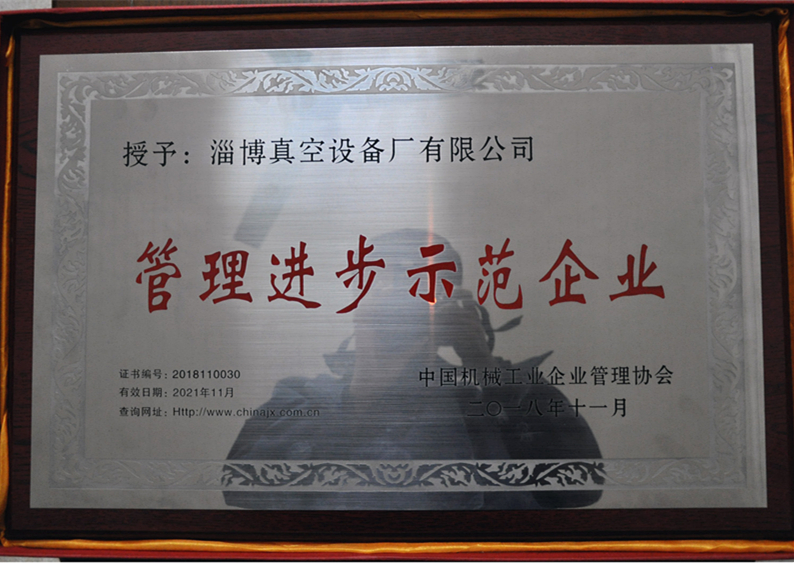 授予：淄博真空设备厂有限公司
管理进步示范企业
证书编号：2018110030
有效日期：2021年11月
查询网址：Http://www.chinajx.com.cn
中国机械工业企业管理协会
二〇一八年十一月